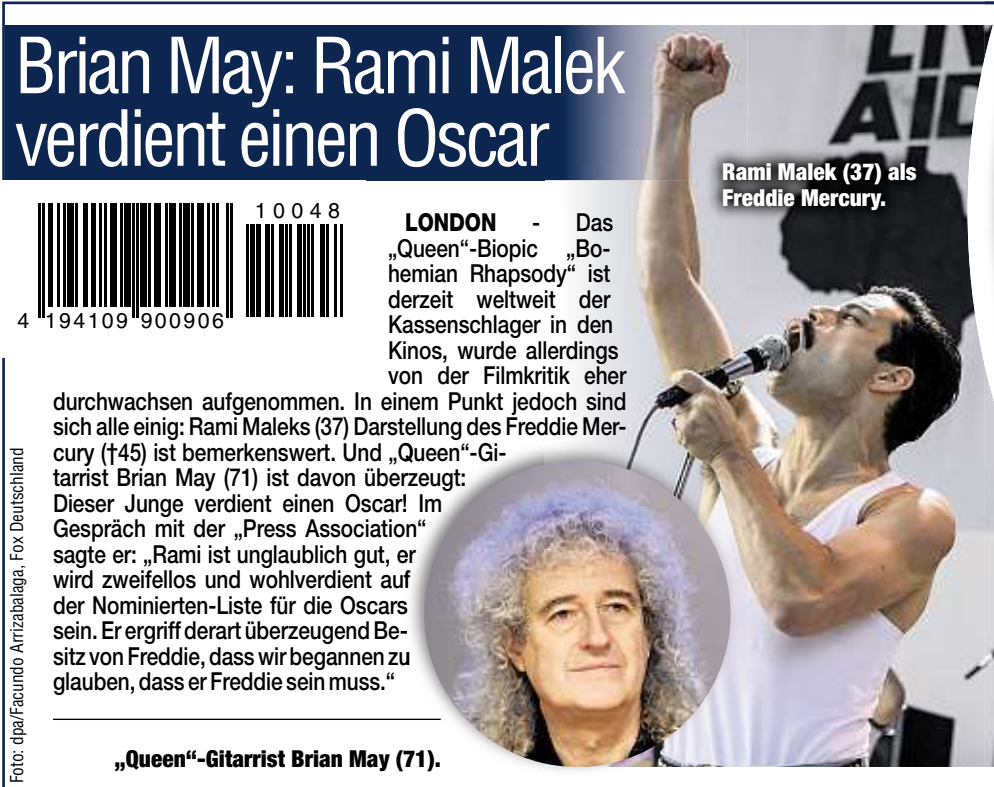 Brian May: Rami Malek
verdient einen Oscar
LIV
AID
Rami Malek (37) als
Freddie Mercury.
10048
4 194109 900906
LONDON - Das
„Queen“-Biopic „Bo-
hemian Rhapsody“ ist
derzeit weltweit der
Kassenschlager in den
Kinos, wurde allerdings
von der Filmkritik eher
durchwachsen aufgenommen. In einem Punkt jedoch sind
sich alle einig: Rami Maleks (37) Darstellung des Freddie Mer-
cury (†45) ist bemerkenswert. Und „Queen“-Gi-
tarrist Brian May (71) ist davon überzeugt:
Dieser Junge verdient einen Oscar! Im
Gespräch mit der „Press Association“
sagte er: „Rami ist unglaublich gut, er
wird zweifellos und wohlverdient auf
der Nominierten-Liste für die Oscars
sein. Er ergriff derart überzeugend Be-
sitz von Freddie, dass wir begannen zu
glauben, dass er Freddie sein muss.“
„Queen“-Gitarrist Brian May (71).
Foto: dpa/Facundo Arrizabalaga, Fox Deutschland